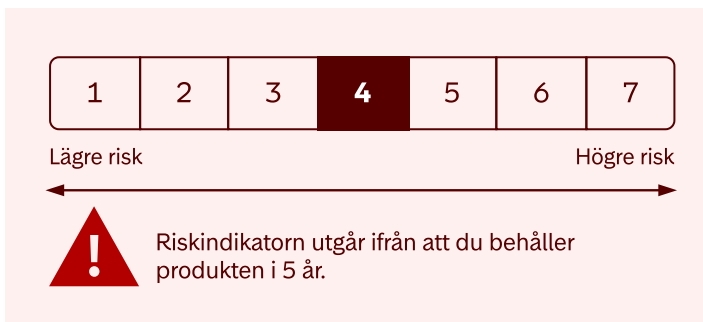 1 2 3 4 5 6 7
Lägre risk Högre risk
!
Riskindikatorn utgår ifrån att du behåller
produkten i 5 år.